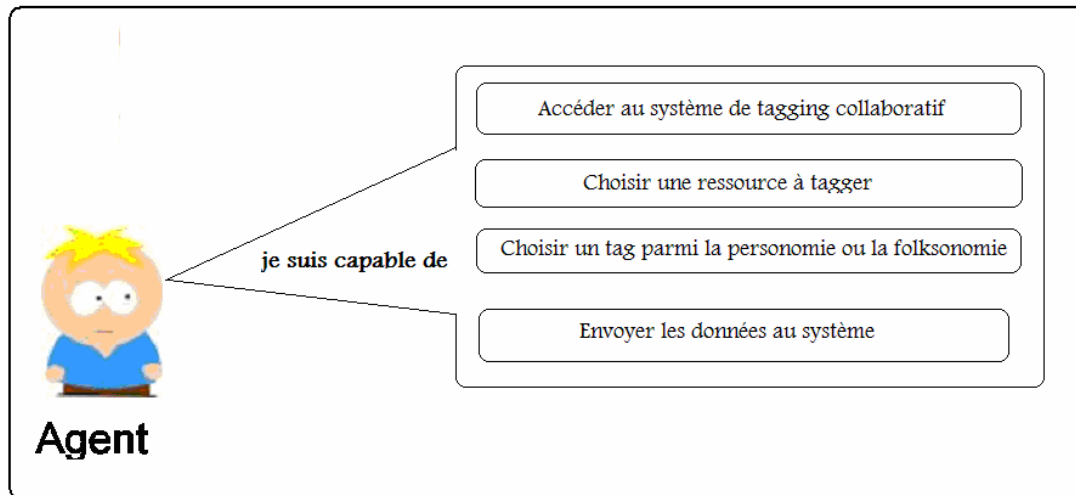 Accéder au système de tagging collaboratif
Choisir une ressource à tagger
je suis capable de
Choisir un tag parmi la personomie ou la folksonomie
Envoyer les données au système
Agent